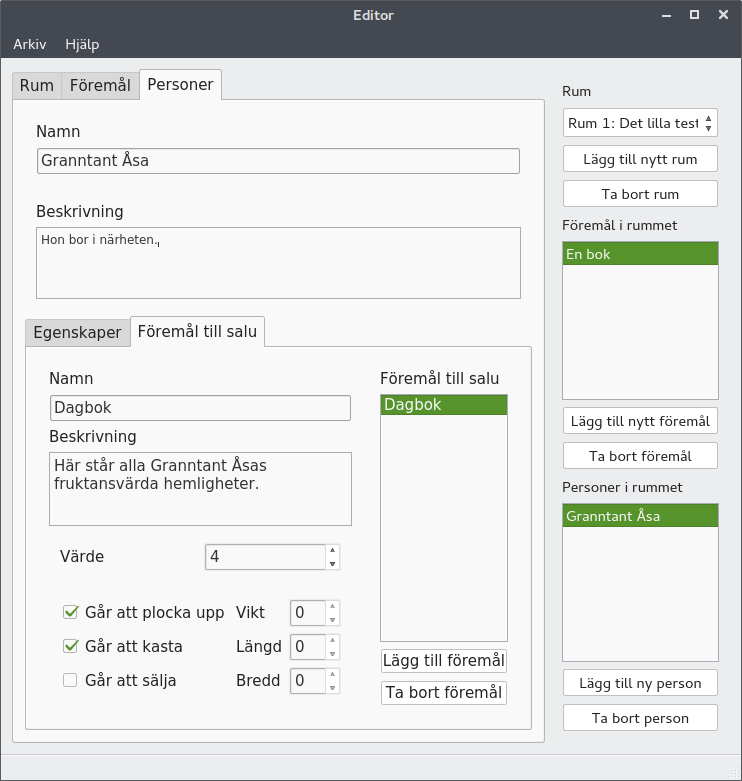 Editor
Arkiv Hjälp
Rum Föremål Personer
Namn
Granntant Åsa
Beskrivning
Hon bor i närheten.
Egenskaper Föremål till salu
Namn
Dagbok
Beskrivning
Här står alla Granntant Åsas
fruktansvärda hemligheter.
Värde 4
Går att plocka upp Vikt 0
Går att kasta Längd 0
Går att sälja Bredd 0
Föremål till salu
Dagbok
Lägg till föremål
Ta bort föremål
Rum
Rum 1: Det lilla test
Lägg till nytt rum
Ta bort rum
Föremål i rummet
En bok
Lägg till nytt föremål
Ta bort föremål
Personer i rummet
Granntant Åsa
Lägg till ny person
Ta bort person